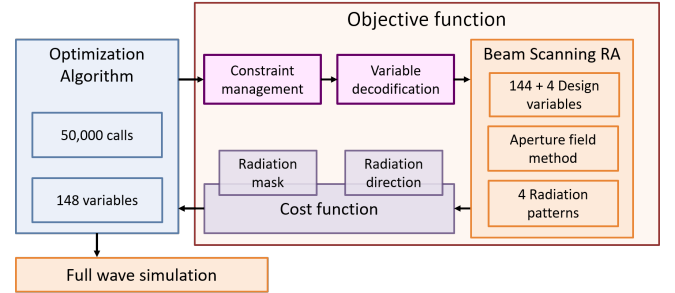 Objective function
Optimization
Algorithm
50,000 calls
148 variables
Constraint
management
Variable
decodification
Beam Scanning RA
144 + 4 Design
variables
Aperture field
method
4 Radiation
patterns
Radiation
mask
Radiation
direction
Cost function
Full wave simulation